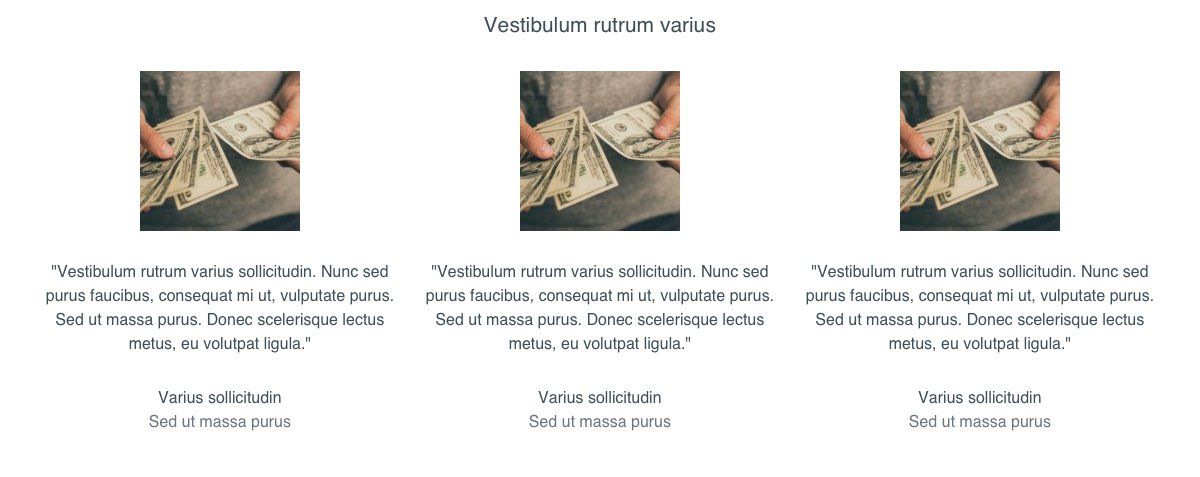 Vestibulum rutrum varius
"Vestibulum rutrum varius sollicitudin. Nunc sed
purus faucibus, consequat mi ut, vulputate purus.
Sed ut massa purus. Donec scelerisque lectus
metus, eu volutpat ligula."
Varius sollicitudin
Sed ut massa purus
"Vestibulum rutrum varius sollicitudin. Nunc sed
purus faucibus, consequat mi ut, vulputate purus.
Sed ut massa purus. Donec scelerisque lectus
metus, eu volutpat ligula."
Varius sollicitudin
Sed ut massa purus
"Vestibulum rutrum varius sollicitudin. Nunc sed
purus faucibus, consequat mi ut, vulputate purus.
Sed ut massa purus. Donec scelerisque lectus
metus, eu volutpat ligula."
Varius sollicitudin
Sed ut massa purus